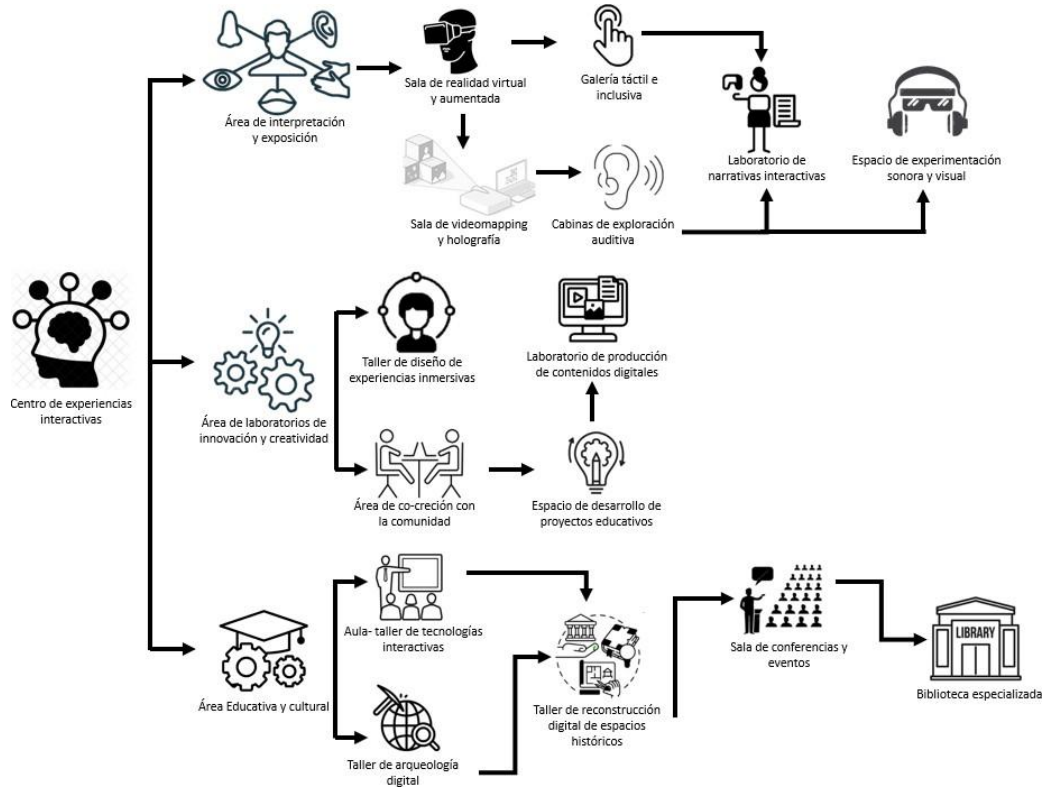 Área de interpretación
y exposición
Sala de realidad virtual
y aumentada
Galería táctil e
inclusiva
Laboratorio de
narrativas interactivas
Espacio de experimentación
sonora y visual
Sala de videomapping
y holografía
Cabinas de exploración
auditiva
Centro de experiencias
interactivas
Área de laboratorios de
innovación y creatividad
Taller de diseño de
experiencias inmersivas
Laboratorio de producción
de contenidos digitales
Área de co-creción con
la comunidad
Espacio de desarrollo de
proyectos educativos
Área Educativa y cultural
Aula- taller de tecnologías
interactivas
Taller de arqueología
digital
Taller de reconstrucción
digital de espacios
históricos
Sala de conferencias y
eventos
LIBRARY
Biblioteca especializada